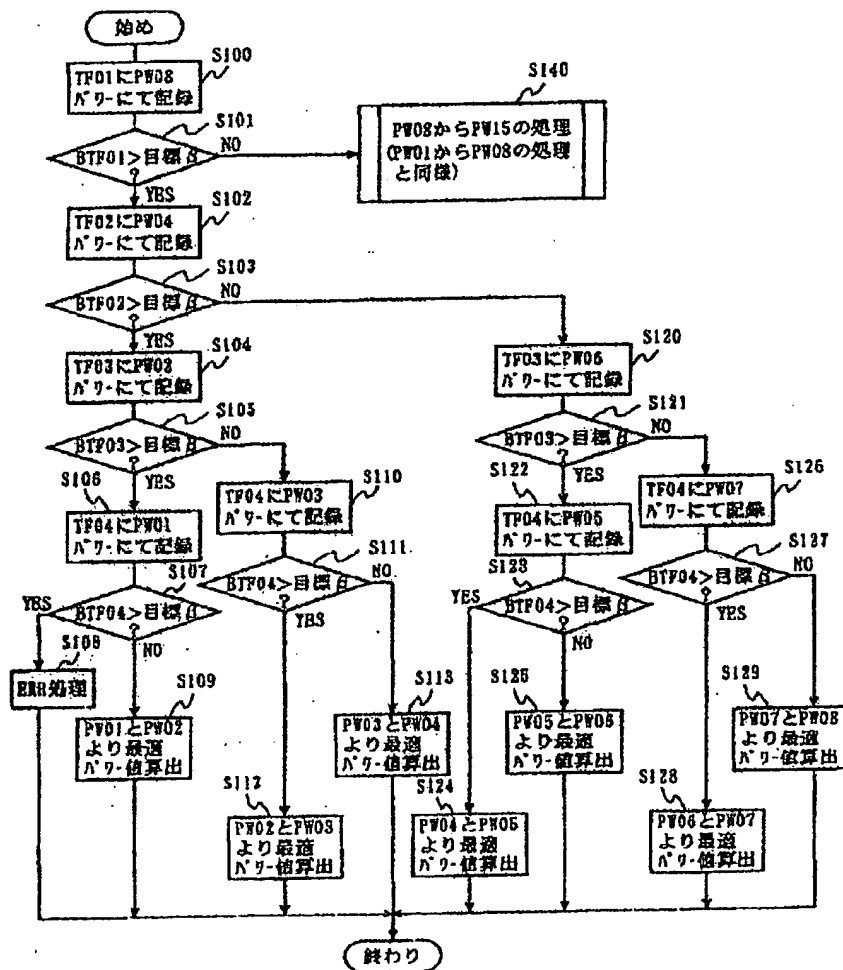 始め
S100
TF01にPW08
パワーにて記録
S101
BTF01>目標β
?
NO
YES
S140
PW08からPW15の処理
(PW01からPW08の処理
と同様)
S102
TF02にPW04
パワーにて記録
S103
BTF02>目標β
?
NO
YES
S104
TF03にPW02
パワーにて記録
S105
BTF03>目標β
?
NO
YES
S106
TF04にPW01
パワーにて記録
S107
BTF04>目標β
?
YES
NO
S108
ERR処理
S109
PW01とPW02
より最適
パワー値算出
S110
TF04にPW03
パワーにて記録
S111
BTF04>目標β
?
NO
YES
S112
PW02とPW03
より最適
パワー値算出
S113
PW03とPW04
より最適
パワー値算出
S120
TF03にPW06
パワーにて記録
S121
BTF03>目標β
?
NO
YES
S122
TF04にPW05
パワーにて記録
S123
BTF04>目標β
?
YES
NO
S124
PW04とPW05
より最適
パワー値算出
S125
PW05とPW06
より最適
パワー値算出
S126
TF04にPW07
パワーにて記録
S127
BTF04>目標β
?
NO
YES
S128
PW06とPW07
より最適
パワー値算出
S129
PW07とPW08
より最適
パワー値算出
終わり